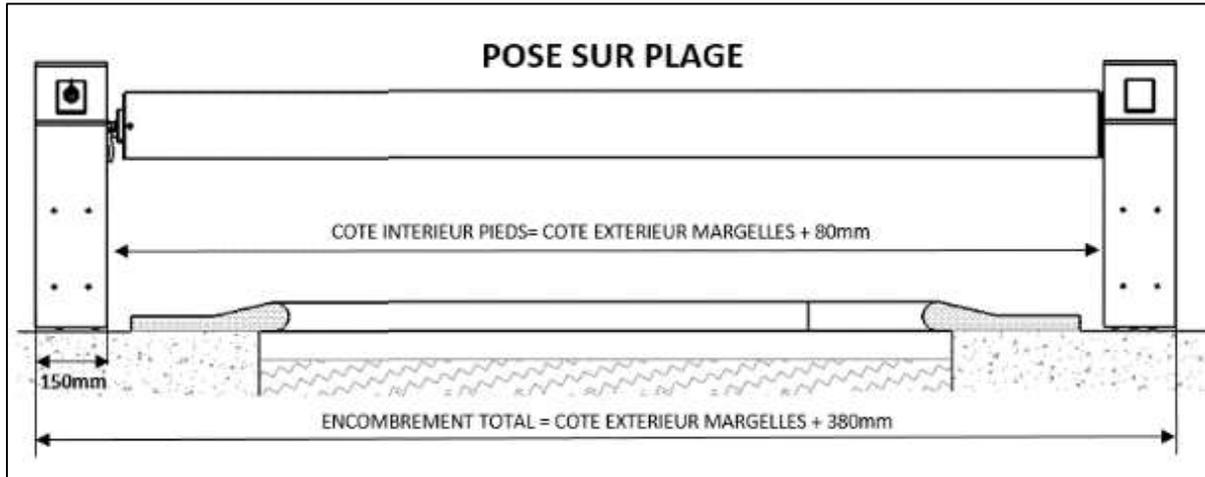 POSE SUR PLAGE
COTE INTERIEUR PIEDS= COTE EXTERIEUR MARGELLES + 80mm
150mm
ENCOMBREMENT TOTAL = COTE EXTERIEUR MARGELLES + 380mm